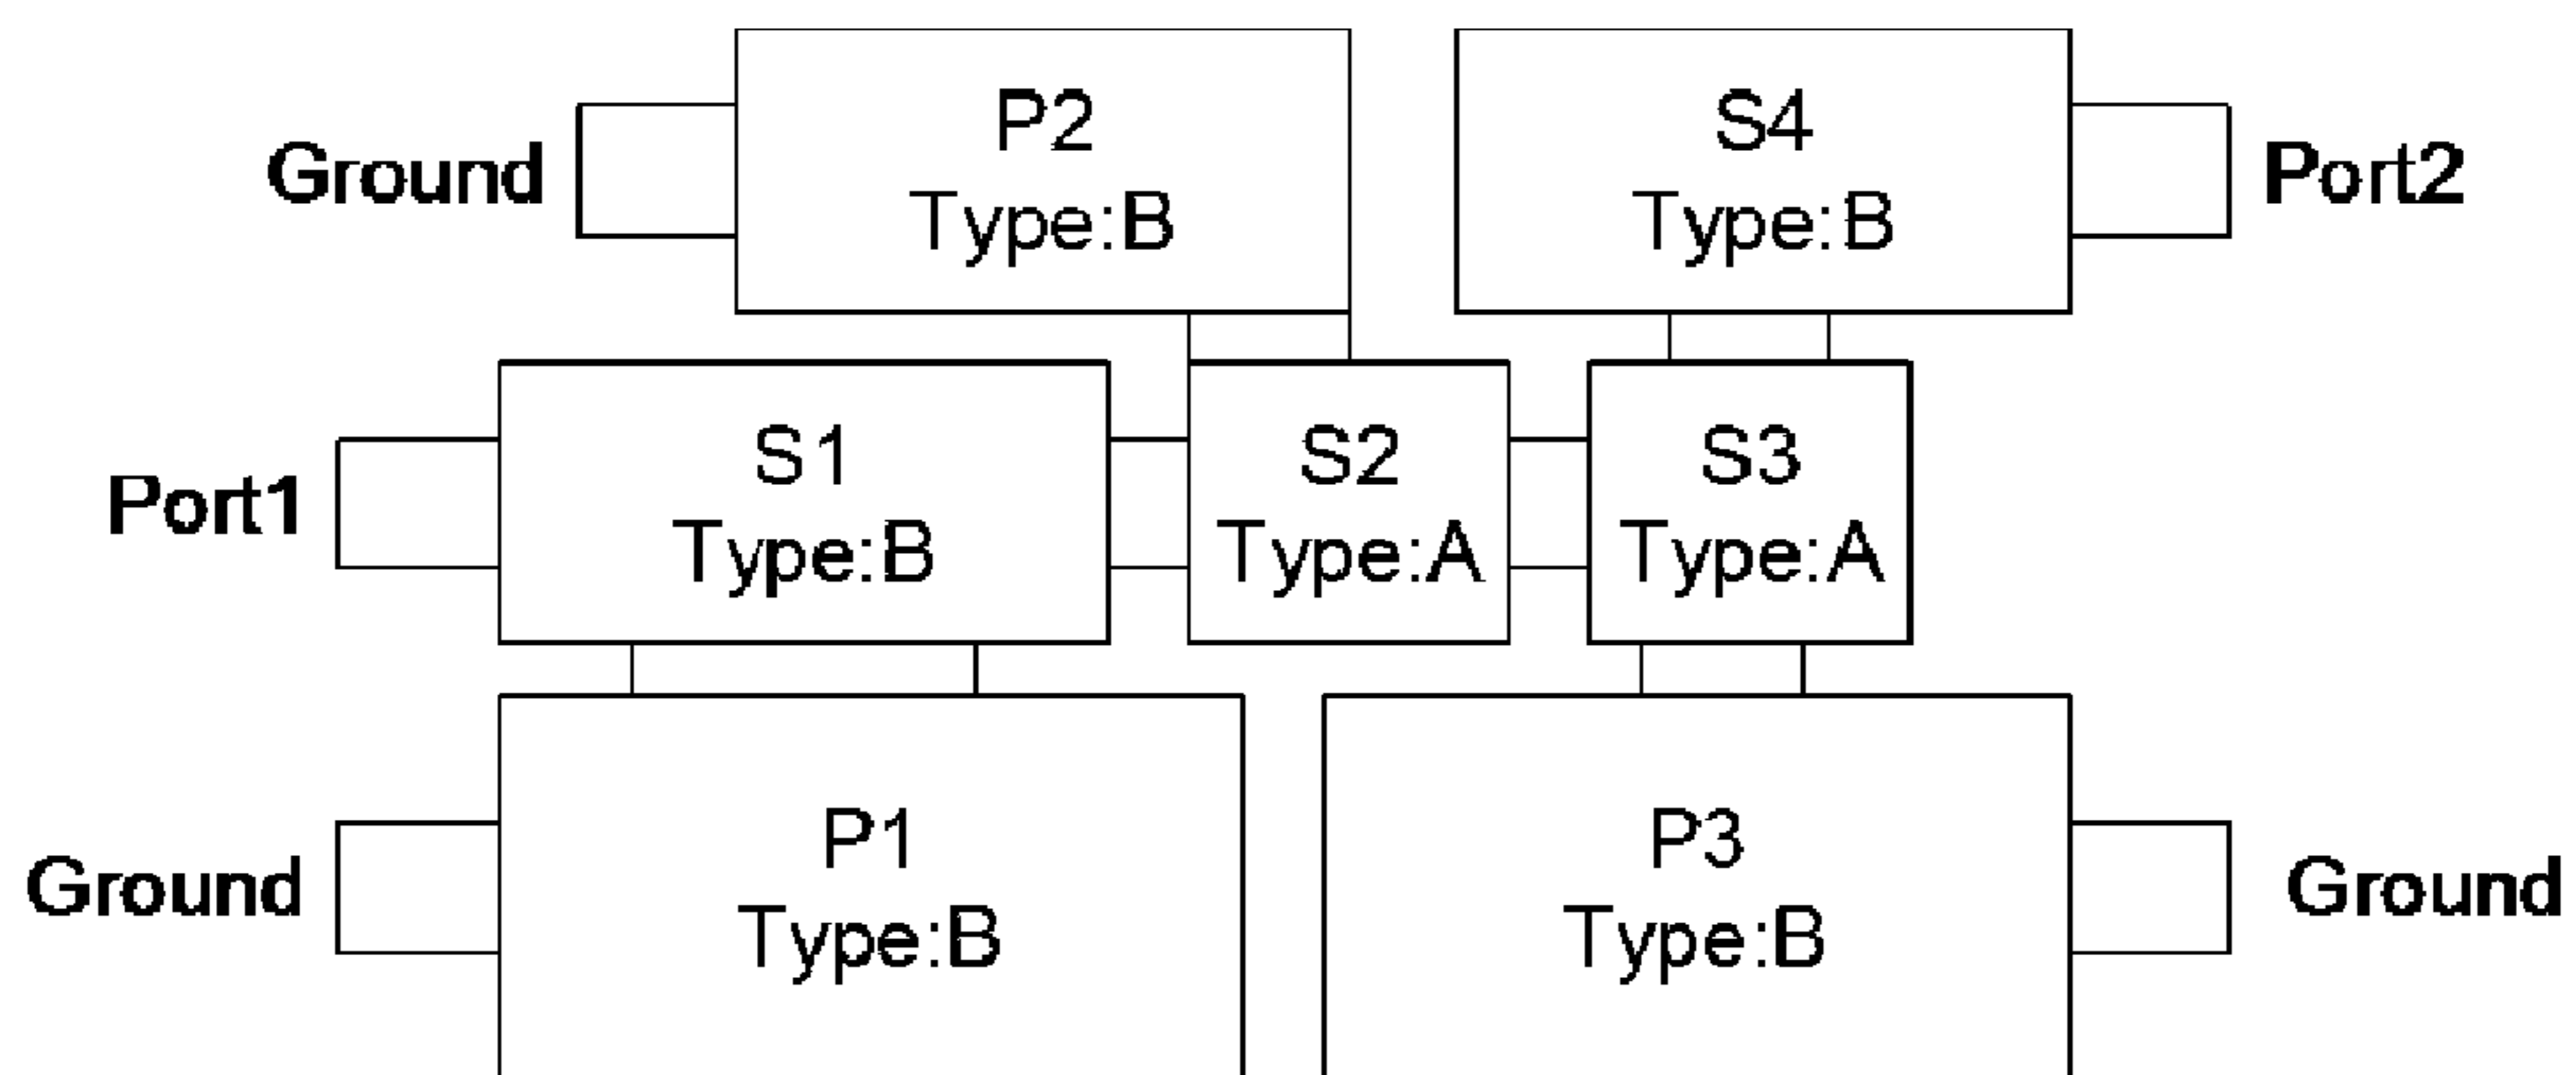 P2
Type:B
S4
Type:B
Ground
Port2
S1
Type:B
S2
Type:A
S3
Type:A
Port1
P1
Type:B
P3
Type:B
Ground
Ground